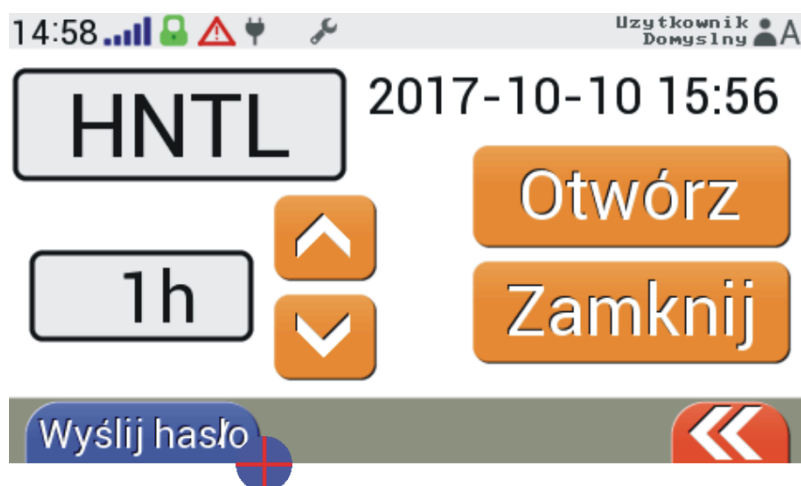 14:58
Uzytkownik
Domyslny
A
HNTL
2017-10-10 15:56
Otwórz
1h
Zamknij
Wyślij hasło